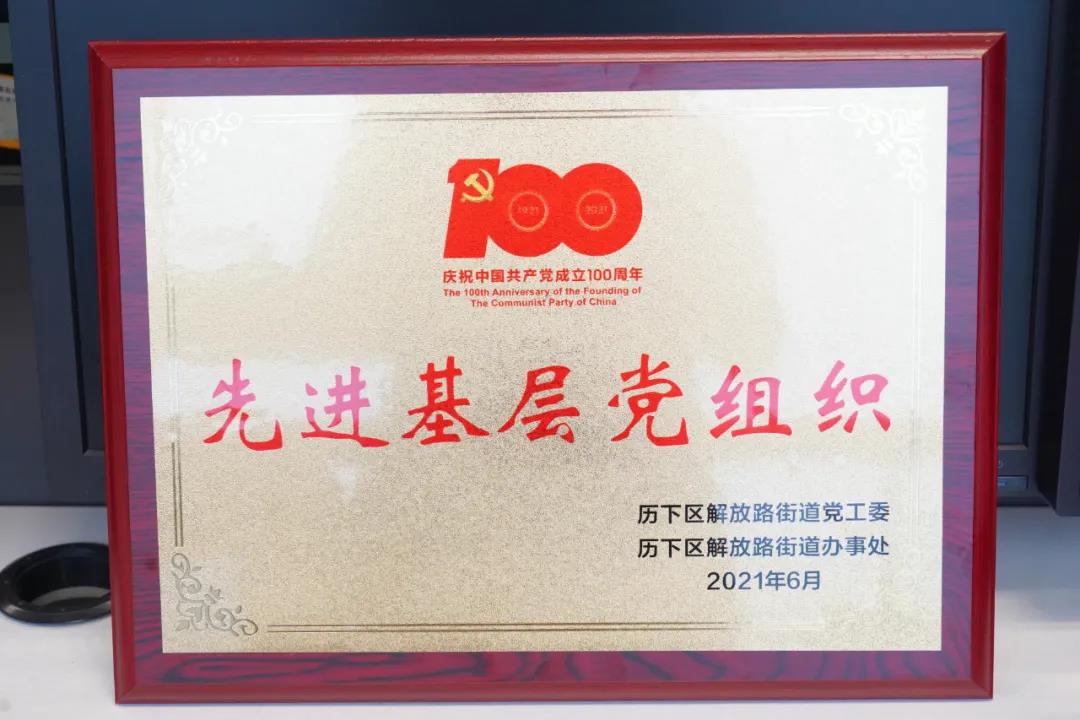 100
1921 2021
庆祝中国共产党成立100周年
The 100th Anniversary of the Founding of
The Communist Party of China
先进基层党组织
历下区解放路街道党工委
历下区解放路街道办事处
2021年6月